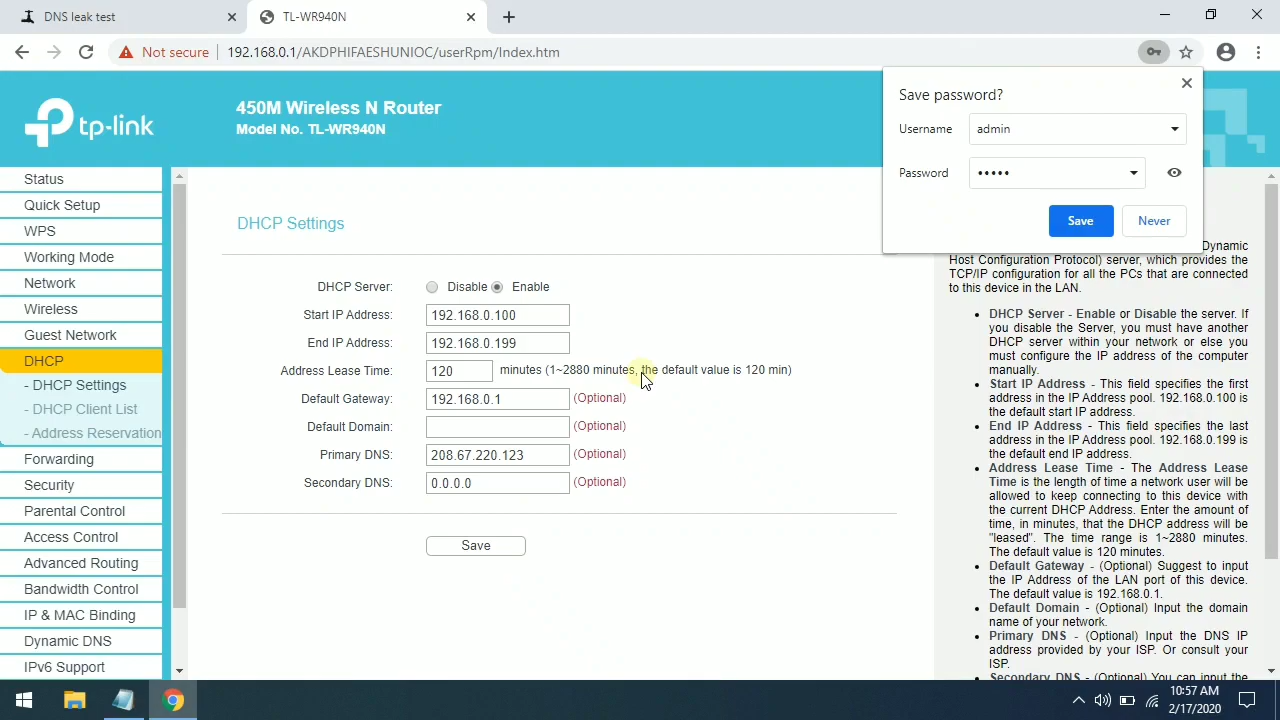 DNS leak test
TL-WR940N
Not secure
192.168.0.1/AKDPHIFAESHUNIOC/userRpm/Index.htm
tp-link
450M Wireless N Router
Model No. TL-WR940N
Save password?
Username
admin
Password
•••••
Save
Never
Status
Quick Setup
WPS
Working Mode
Network
Wireless
Guest Network
DHCP
- DHCP Settings
- DHCP Client List
- Address Reservation
Forwarding
Security
Parental Control
Access Control
Advanced Routing
Bandwidth Control
IP & MAC Binding
Dynamic DNS
IPv6 Support
DHCP Settings
DHCP Server: Disable Enable
Start IP Address: 192.168.0.100
End IP Address: 192.168.0.199
Address Lease Time: 120 minutes (1~2880 minutes, the default value is 120 min)
Default Gateway: 192.168.0.1 (Optional)
Default Domain: (Optional)
Primary DNS: 208.67.220.123 (Optional)
Secondary DNS: 0.0.0.0 (Optional)
Save
Dynamic
Host Configuration Protocol) server, which provides the
TCP/IP configuration for all the PCs that are connected
to this device in the LAN.
• DHCP Server - Enable or Disable the server. If
you disable the Server, you must have another
DHCP server within your network or else you
must configure the IP address of the computer
manually.
• Start IP Address - This field specifies the first
address in the IP Address pool. 192.168.0.100 is
the default start IP address.
• End IP Address - This field specifies the last
address in the IP Address pool. 192.168.0.199 is
the default end IP address.
• Address Lease Time - The Address Lease
Time is the length of time a network user will be
allowed to keep connecting to this device with
the current DHCP Address. Enter the amount of
time, in minutes, that the DHCP address will be
"leased". The time range is 1~2880 minutes.
The default value is 120 minutes.
• Default Gateway - (Optional) Suggest to input
the IP Address of the LAN port of this device.
The default value is 192.168.0.1.
• Default Domain - (Optional) Input the domain
name of your network.
• Primary DNS - (Optional) Input the DNS IP
address provided by your ISP. Or consult your
ISP.
• Secondary DNS - (Optional) You can input the
10:57 AM
2/17/2020